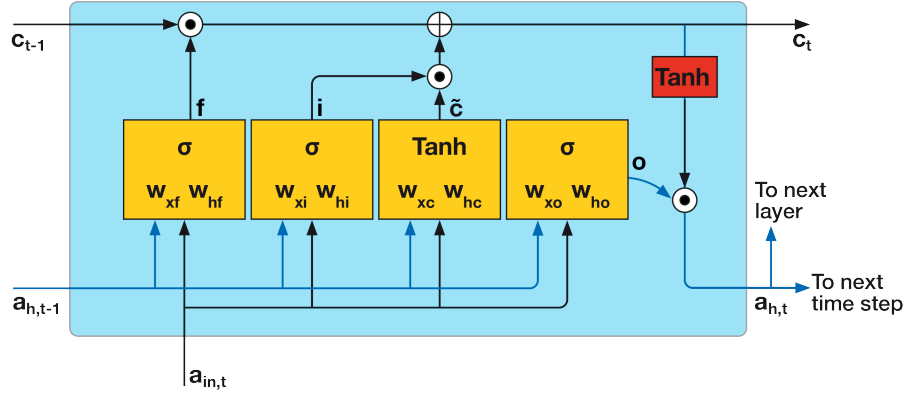 c_t-1
c_t
Tanh
f
i
c̃
σ
σ
Tanh
σ
o
w_xf w_hf
w_xi w_hi
w_xc w_hc
w_xo w_ho
To next
layer
a_h,t-1
a_h,t
To next
time step
a_in,t